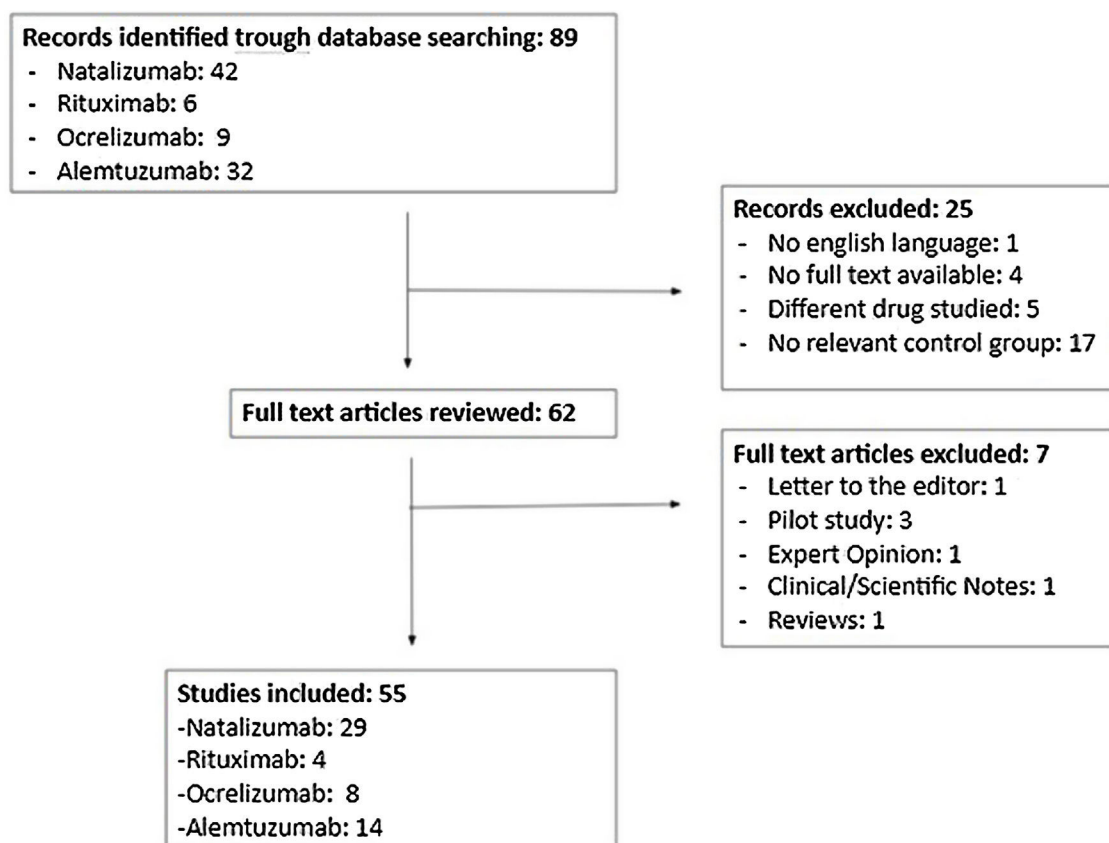 Records identified trough database searching: 89
- Natalizumab: 42
- Rituximab: 6
- Ocrelizumab: 9
- Alemtuzumab: 32
Records excluded: 25
- No english language: 1
- No full text available: 4
- Different drug studied: 5
- No relevant control group: 17
Full text articles reviewed: 62
Full text articles excluded: 7
- Letter to the editor: 1
- Pilot study: 3
- Expert Opinion: 1
- Clinical/Scientific Notes: 1
- Reviews: 1
Studies included: 55
-Natalizumab: 29
-Rituximab: 4
-Ocrelizumab: 8
-Alemtuzumab: 14